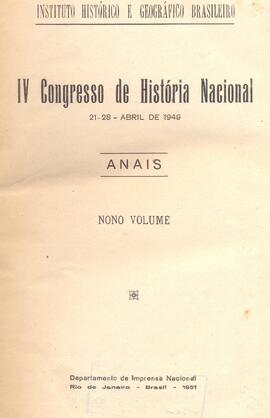 INSTITUTO HISTÓRICO E GEOGRÁFICO BRASILEIRO
IV Congresso de História Nacional
21-28 - ABRIL DE 1949
ANAIS
NONO VOLUME
Departamento de Imprensa Nacional
Rio de Janeiro - Brasil - 1951